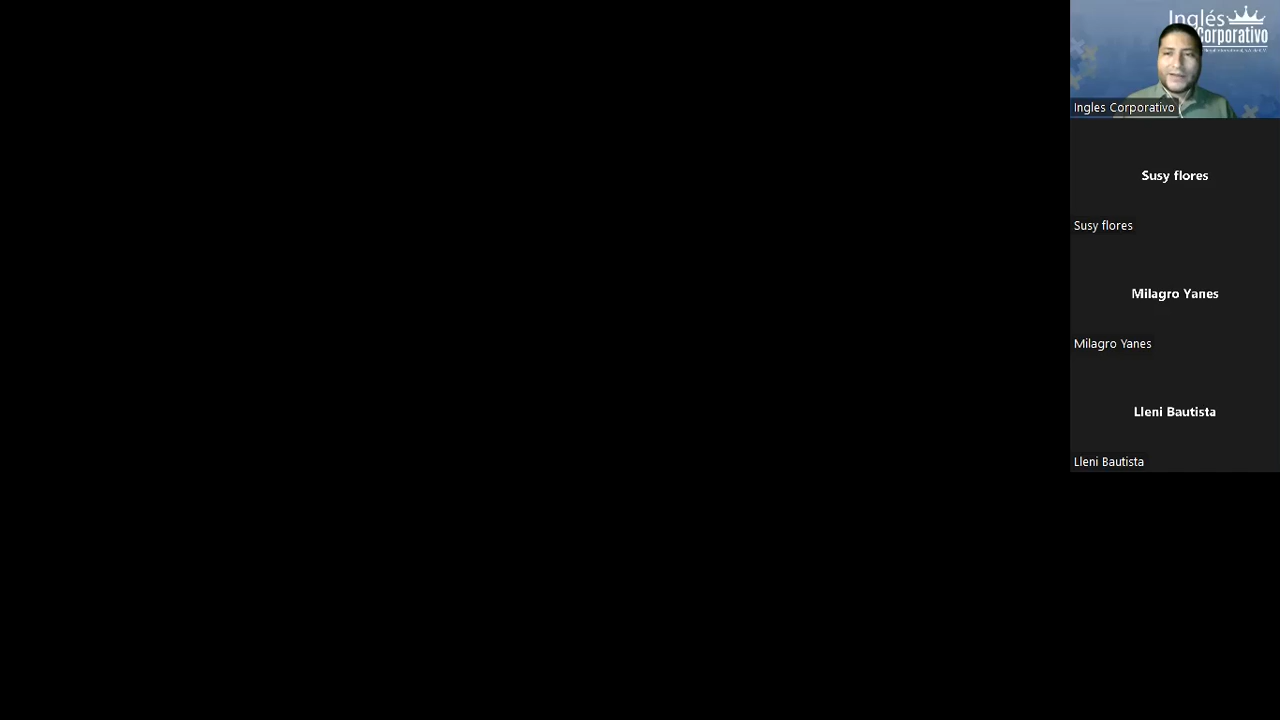 Inglés
Corporativo
Ingles Corporativo
Susy flores
Susy flores
Milagro Yanes
Milagro Yanes
Lleni Bautista
Lleni Bautista